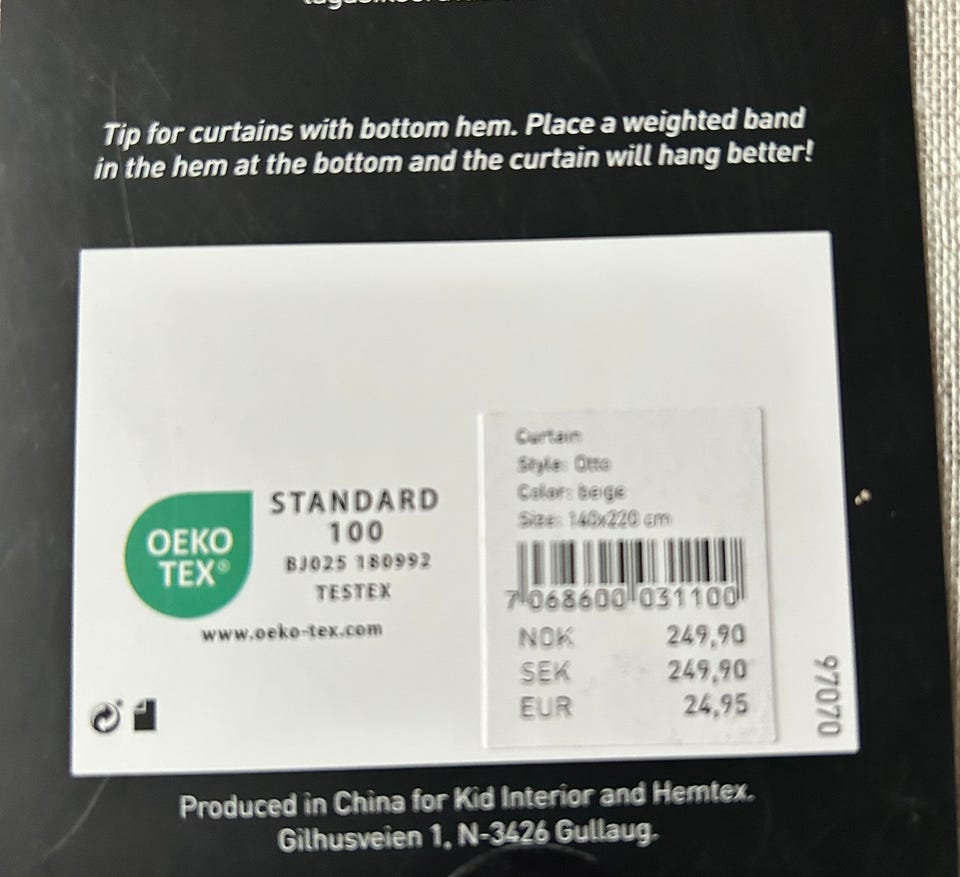 Tip for curtains with bottom hem. Place a weighted band
in the hem at the bottom and the curtain will hang better!
OEKO
TEX®
STANDARD
100
BJ025 180992
TESTEX
www.oeko-tex.com
Curtain
Style: Otto
Color: beige
Size: 140x220 cm
7 068600 031100
NOK 249,90
SEK 249,90
EUR 24,95
97070
Produced in China for Kid Interior and Hemtex.
Gilhusveien 1, N-3426 Gullaug.